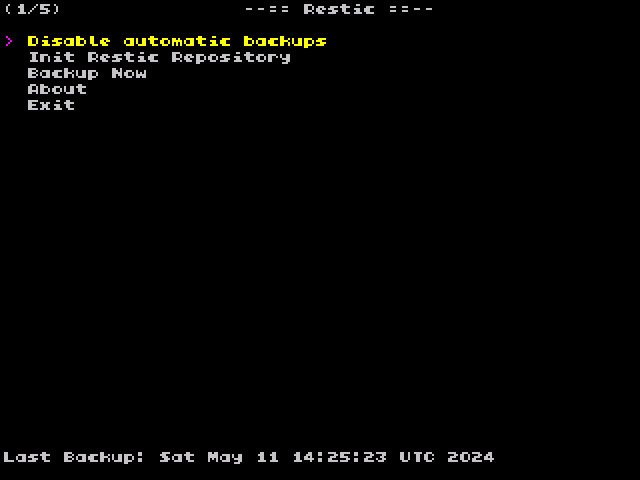 (1/5) --== Restic ==--
> Disable automatic backups
Init Restic Repository
Backup Now
About
Exit
Last Backup: Sat May 11 14:25:23 UTC 2024